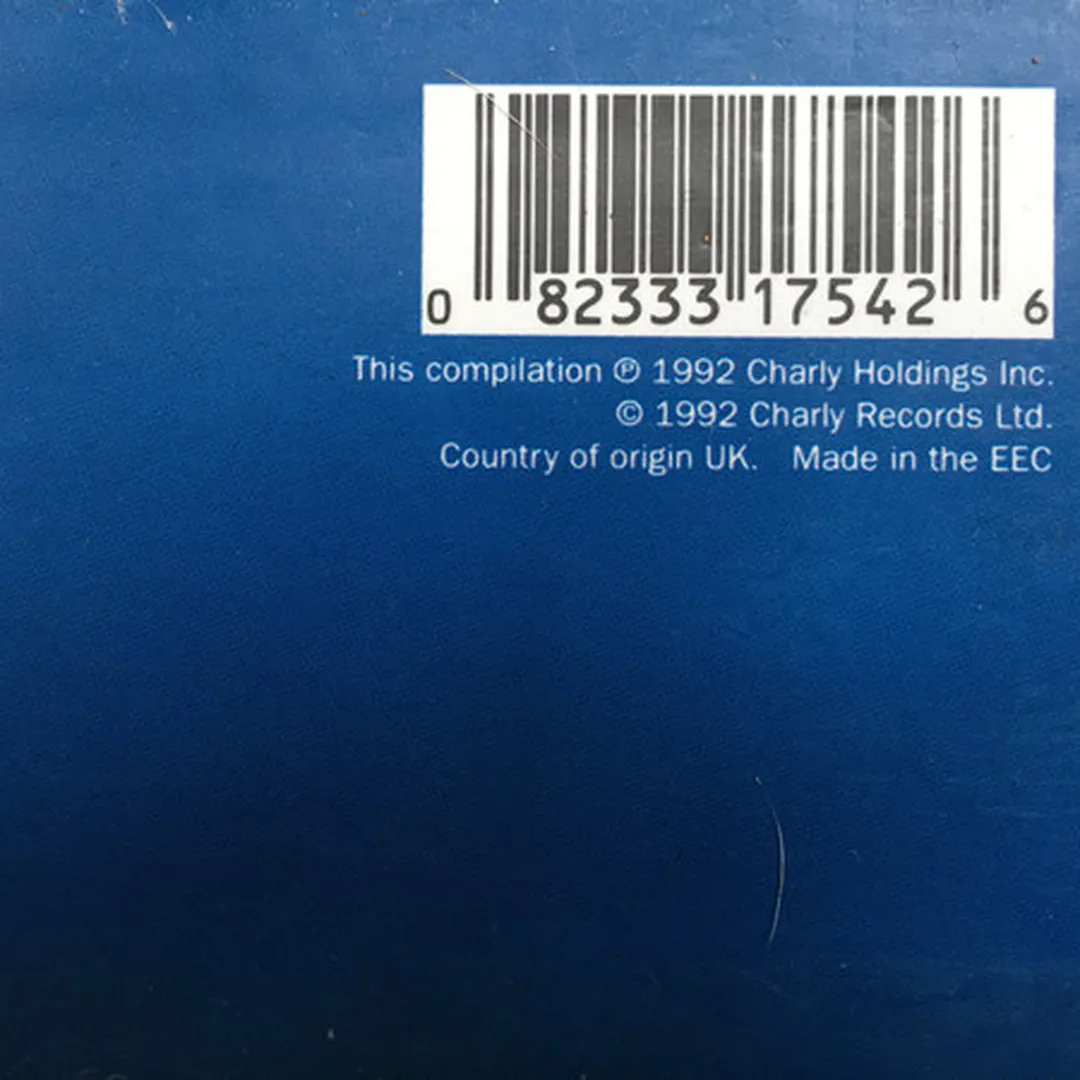 0 82333 17542 6
This compilation ℗ 1992 Charly Holdings Inc.
© 1992 Charly Records Ltd.
Country of origin UK. Made in the EEC